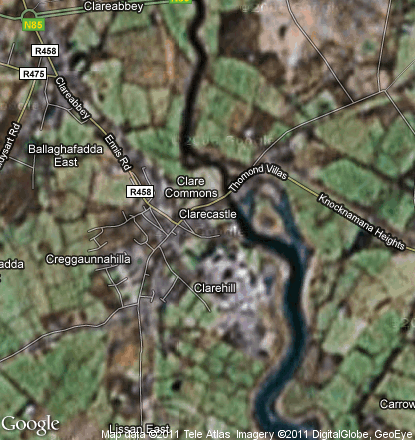 Clareabbey
N85
R458
R475
Clareabbey
Ennis Rd
Ballaghafadda
East
R458
Clare
Commons
Thomond Villas
Clarecastle
Knocknamana Heights
Creggaunnahilla
adda
Clarehill
Carrow
Google
Lissan East
Map data ©2011 Tele Atlas Imagery ©2011 DigitalGlobe, GeoEye